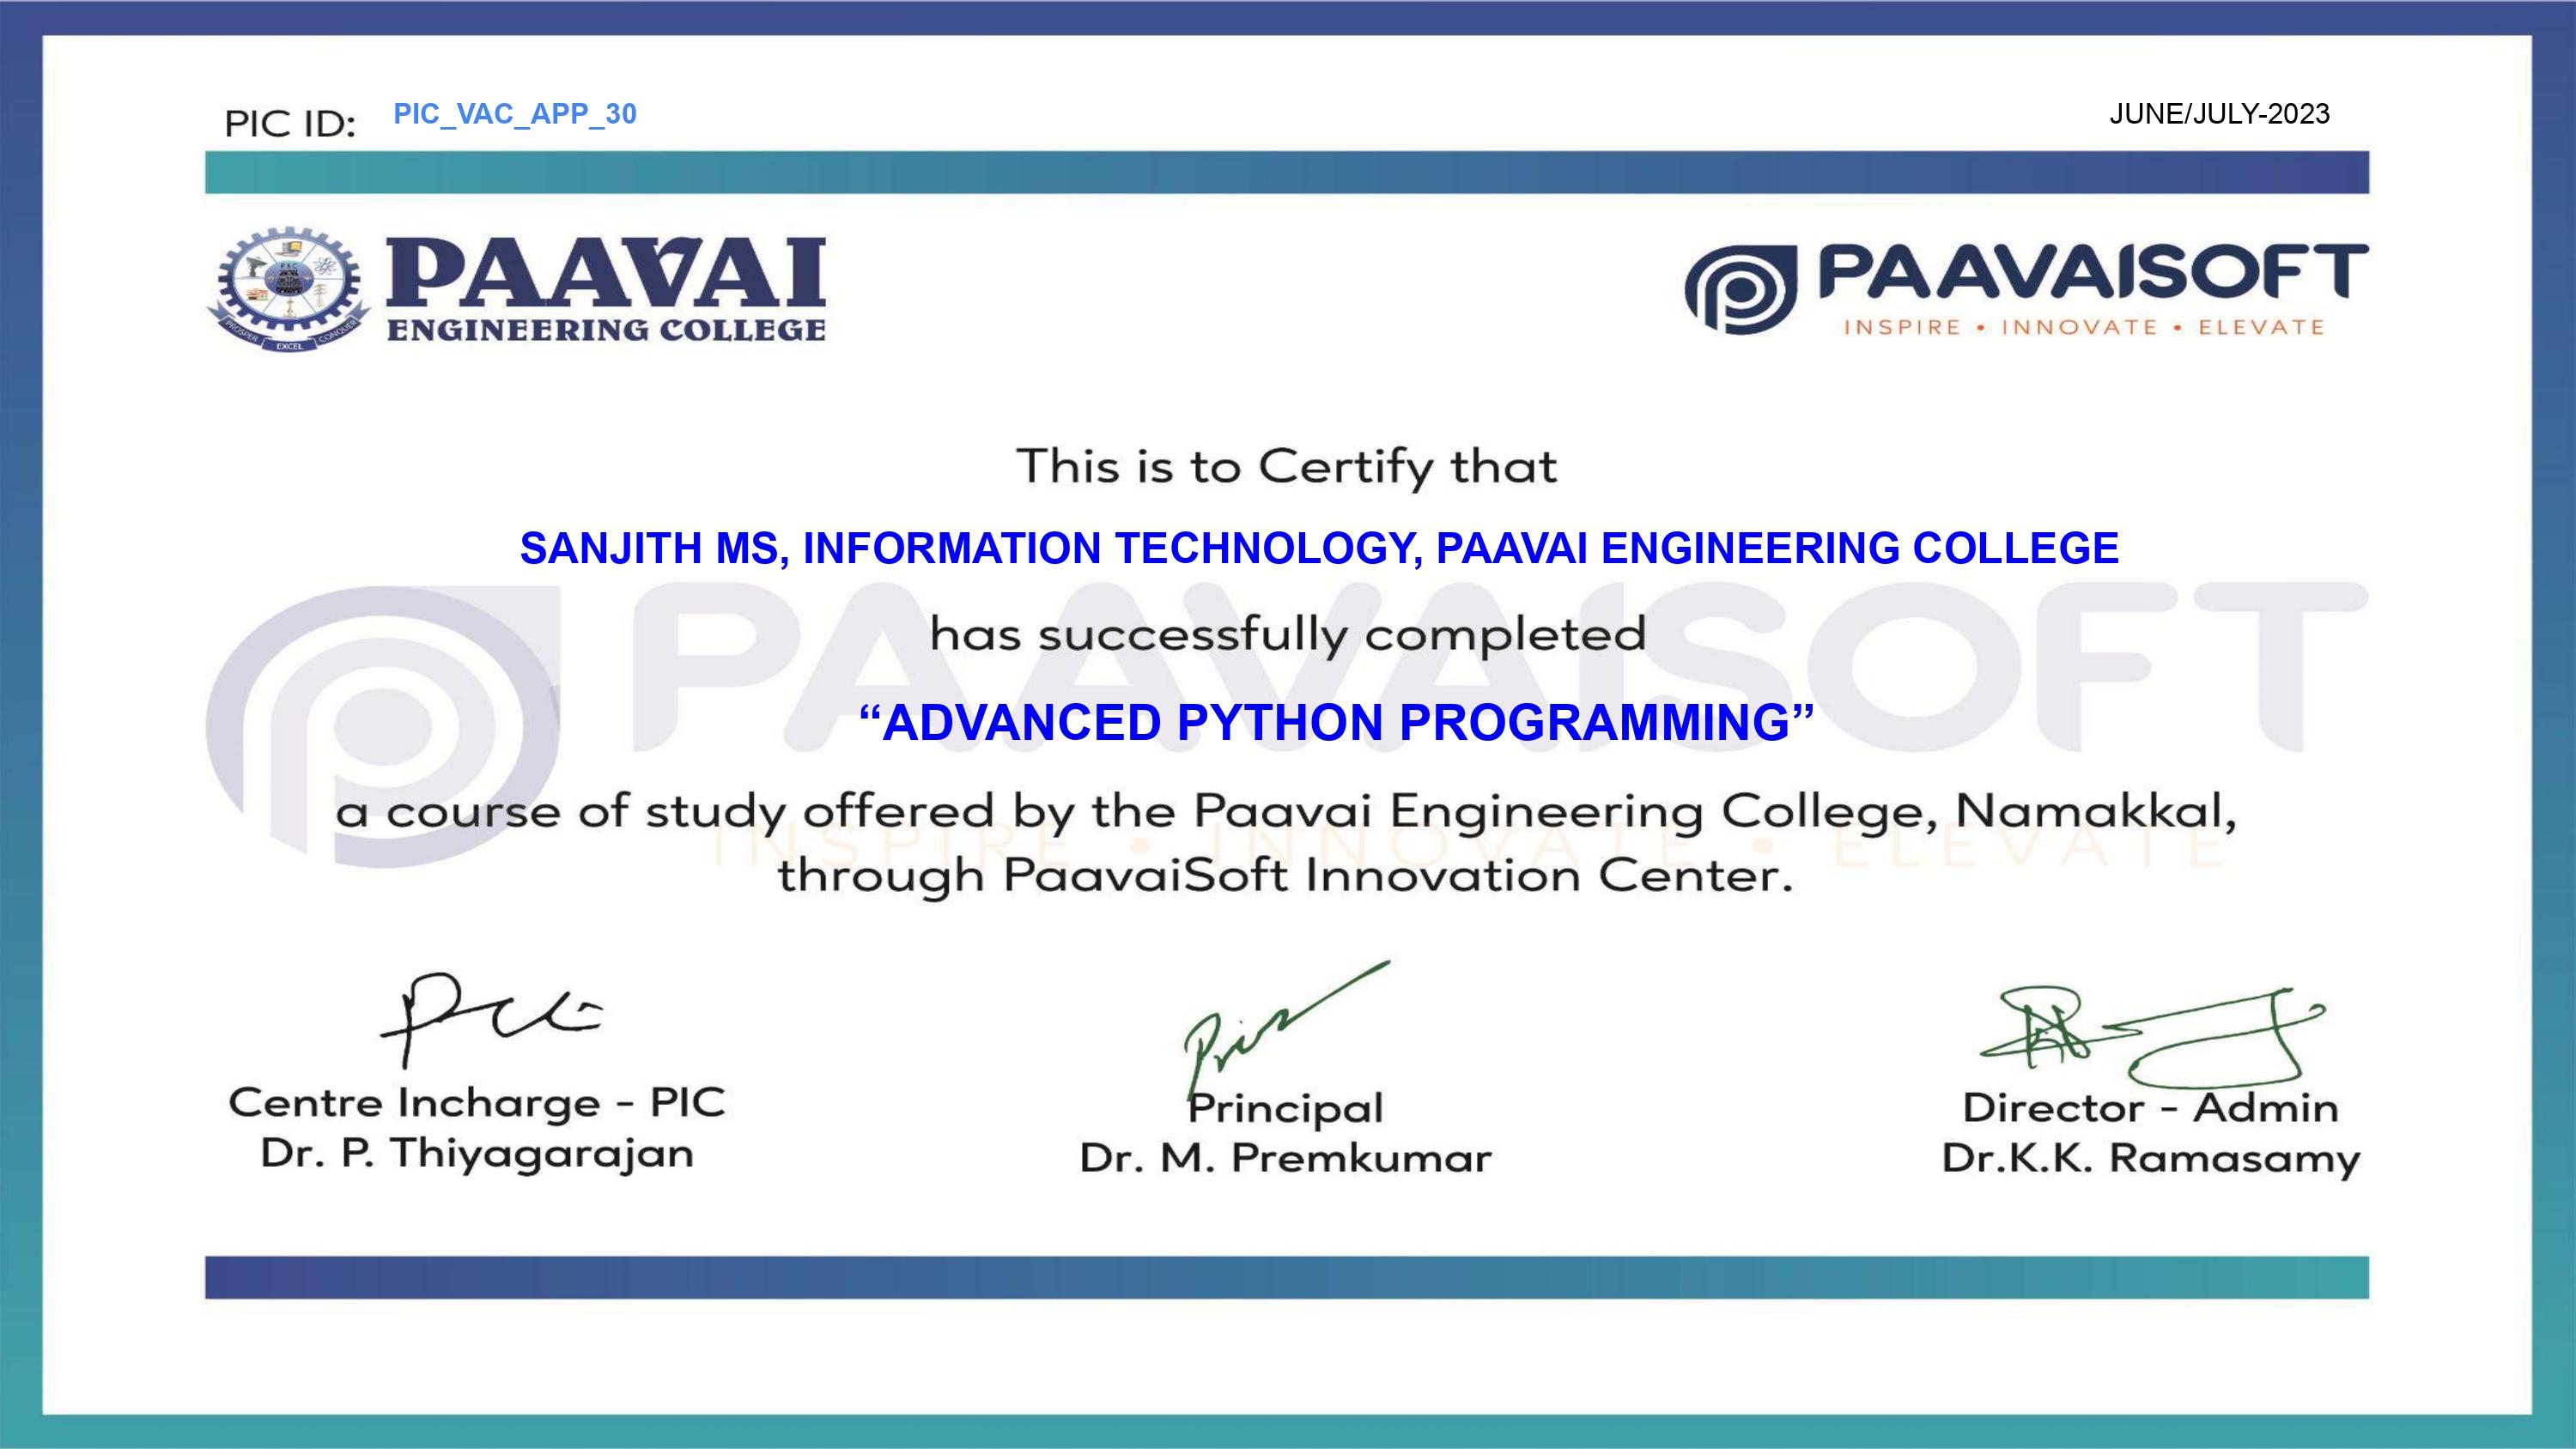 PIC ID: PIC_VAC_APP_30
JUNE/JULY-2023
PAAVAI
ENGINEERING COLLEGE
PROSPER EXCEL CONQUER
PAAVAISOFT
INSPIRE • INNOVATE • ELEVATE
This is to Certify that
SANJITH MS, INFORMATION TECHNOLOGY, PAAVAI ENGINEERING COLLEGE
has successfully completed
PAAVAISOFT
“ADVANCED PYTHON PROGRAMMING”
a course of study offered by the Paavai Engineering College, Namakkal,
INSPIRE • INNOVATE • ELEVATE
through PaavaiSoft Innovation Center.
Centre Incharge - PIC
Dr. P. Thiyagarajan
Principal
Dr. M. Premkumar
Director - Admin
Dr.K.K. Ramasamy